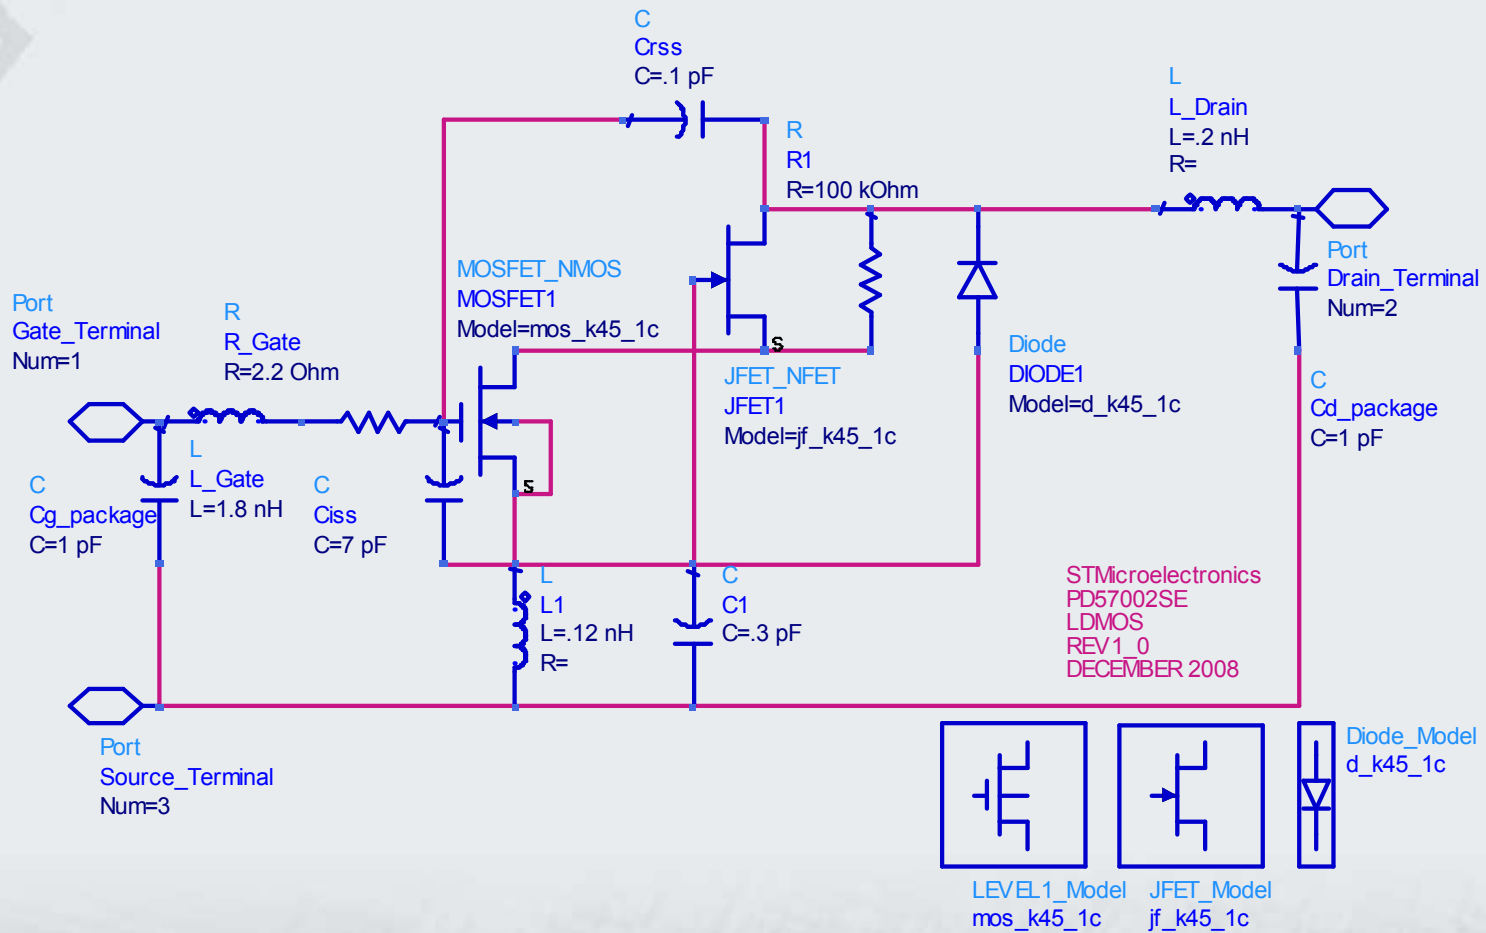 C
Crss
C=.1 pF
L
L_Drain
L=.2 nH
R=
R
R1
R=100 kOhm
Port
Drain_Terminal
Num=2
MOSFET_NMOS
MOSFET1
Model=mos_k45_1c
Port
Gate_Terminal
Num=1
R
R_Gate
R=2.2 Ohm
S
Diode
DIODE1
Model=d_k45_1c
JFET_NFET
JFET1
Model=jf_k45_1c
C
Cd_package
C=1 pF
L
L_Gate
L=1.8 nH
C
Cg_package
C=1 pF
C
Ciss
C=7 pF
S
L
L1
L=.12 nH
R=
C
C1
C=.3 pF
STMicroelectronics
PD57002SE
LDMOS
REV1_0
DECEMBER 2008
Port
Source_Terminal
Num=3
Diode_Model
d_k45_1c
LEVEL1_Model
mos_k45_1c
JFET_Model
jf_k45_1c